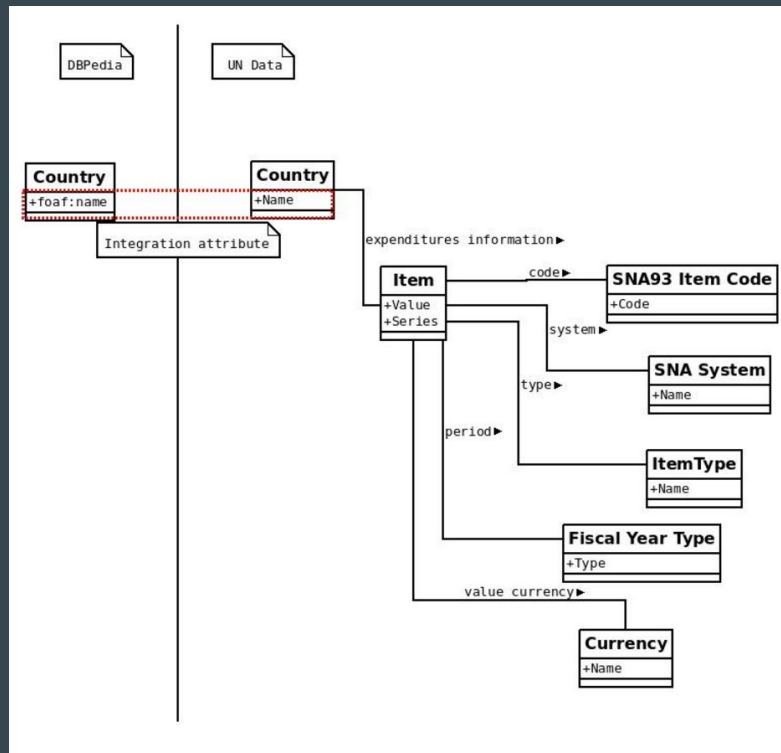 DBPedia
UN Data
Country
+foaf:name
Country
+Name
Integration attribute
expenditures information►
Item
+Value
+Series
code►
SNA93 Item Code
+Code
system►
SNA System
+Name
type►
period►
ItemType
+Name
Fiscal Year Type
+Type
value currency►
Currency
+Name